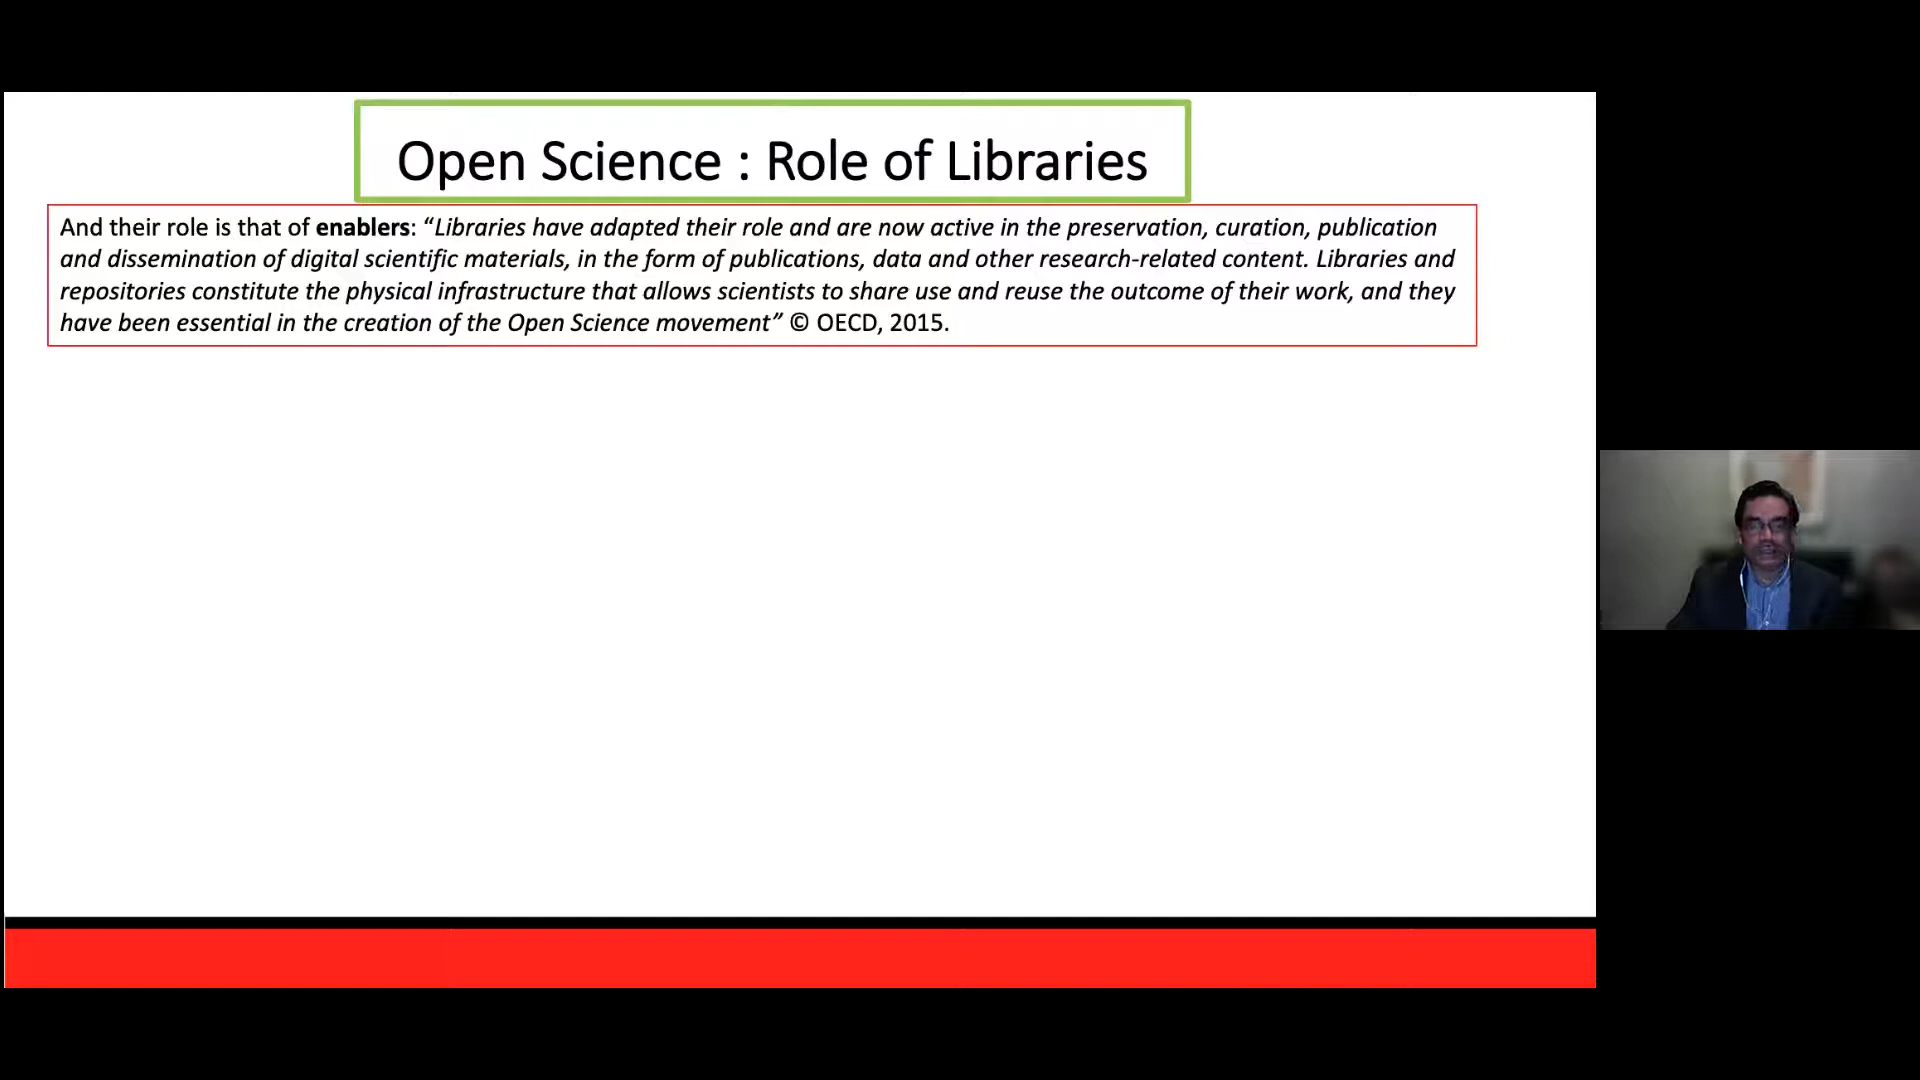 Open Science : Role of Libraries
And their role is that of enablers: “Libraries have adapted their role and are now active in the preservation, curation, publication
and dissemination of digital scientific materials, in the form of publications, data and other research-related content. Libraries and
repositories constitute the physical infrastructure that allows scientists to share use and reuse the outcome of their work, and they
have been essential in the creation of the Open Science movement” © OECD, 2015.